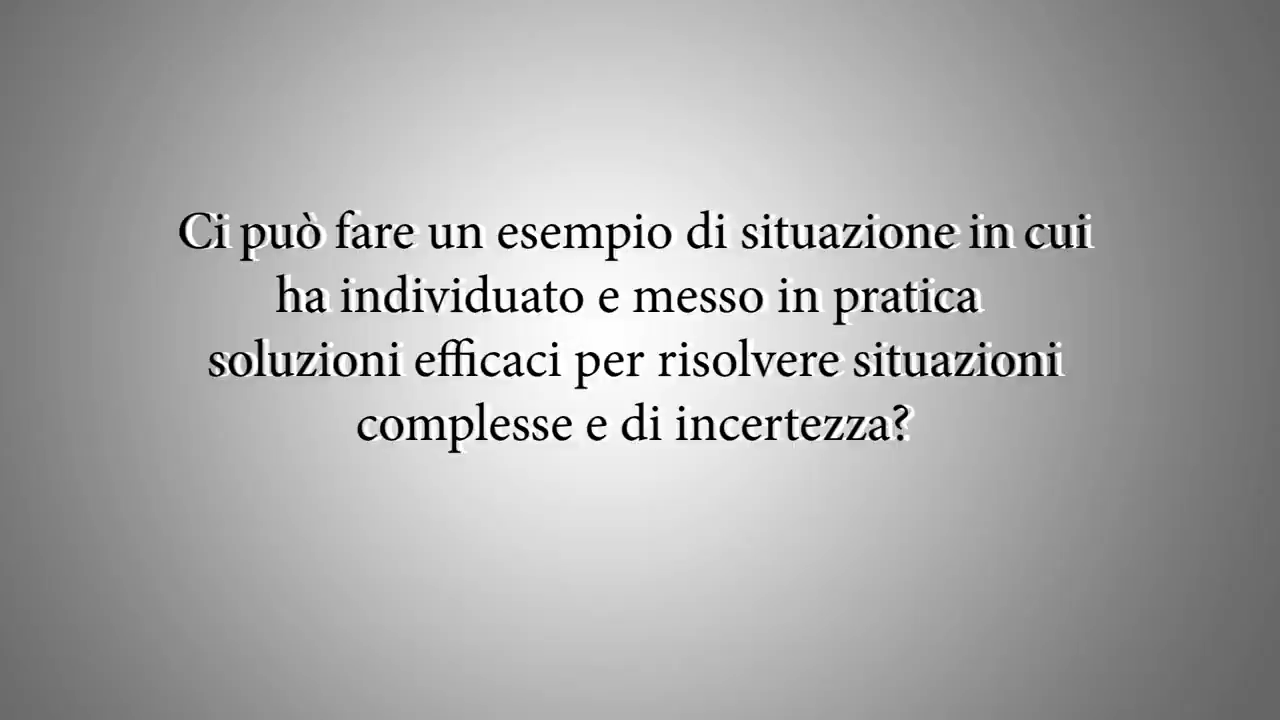 Ci può fare un esempio di situazione in cui
ha individuato e messo in pratica
soluzioni efficaci per risolvere situazioni
complesse e di incertezza?